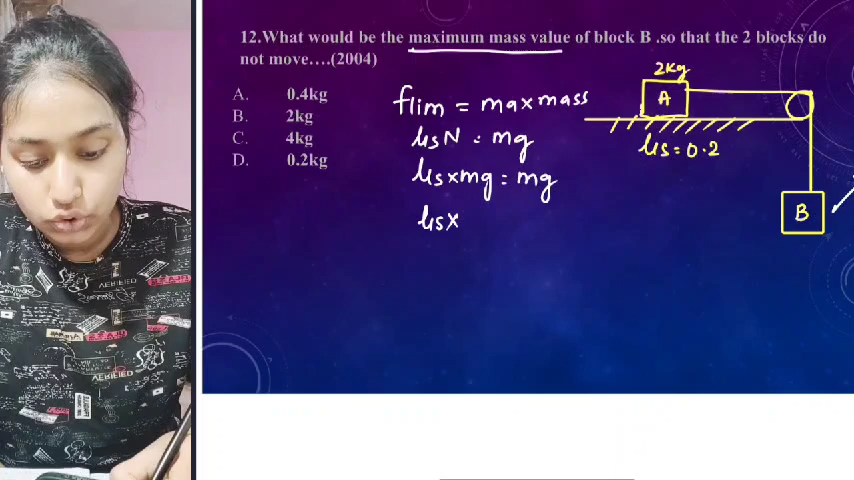 12.What would be the maximum mass value of block B .so that the 2 blocks do
not move....(2004)
A. 0.4kg
B. 2kg
C. 4kg
D. 0.2kg
flim = max mass
μsN = mg
μs x mg = mg
μs x
2kg
A
μs = 0.2
B
AERIFIED
AERIFIED